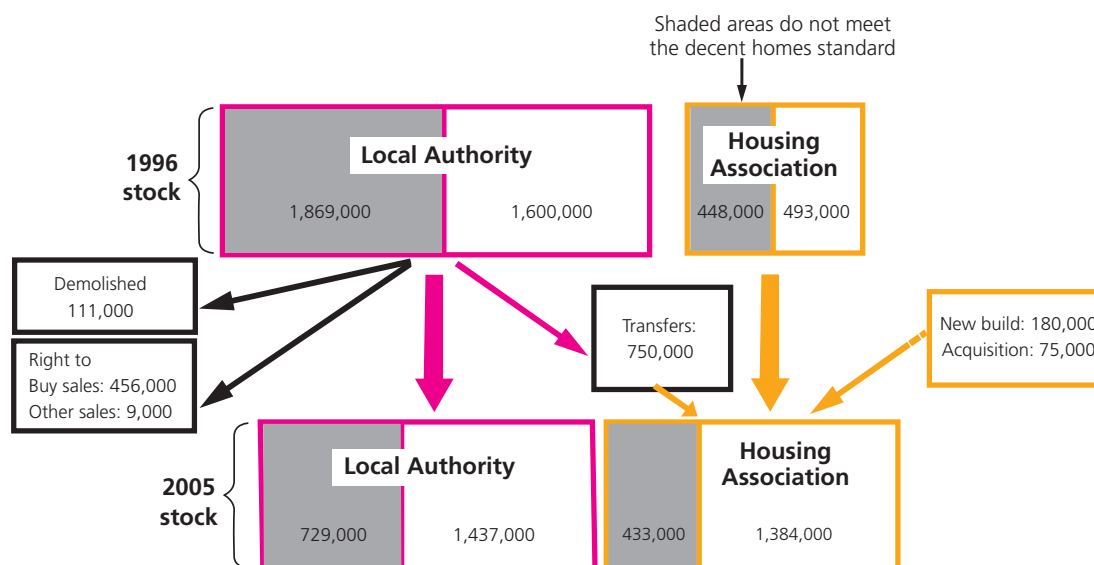 Shaded areas do not meet
the decent homes standard
1996
stock
Local Authority
1,869,000
1,600,000
Housing
Association
448,000
493,000
Demolished
111,000
Right to
Buy sales: 456,000
Other sales: 9,000
Transfers:
750,000
New build: 180,000
Acquisition: 75,000
2005
stock
Local Authority
729,000
1,437,000
Housing
Association
433,000
1,384,000